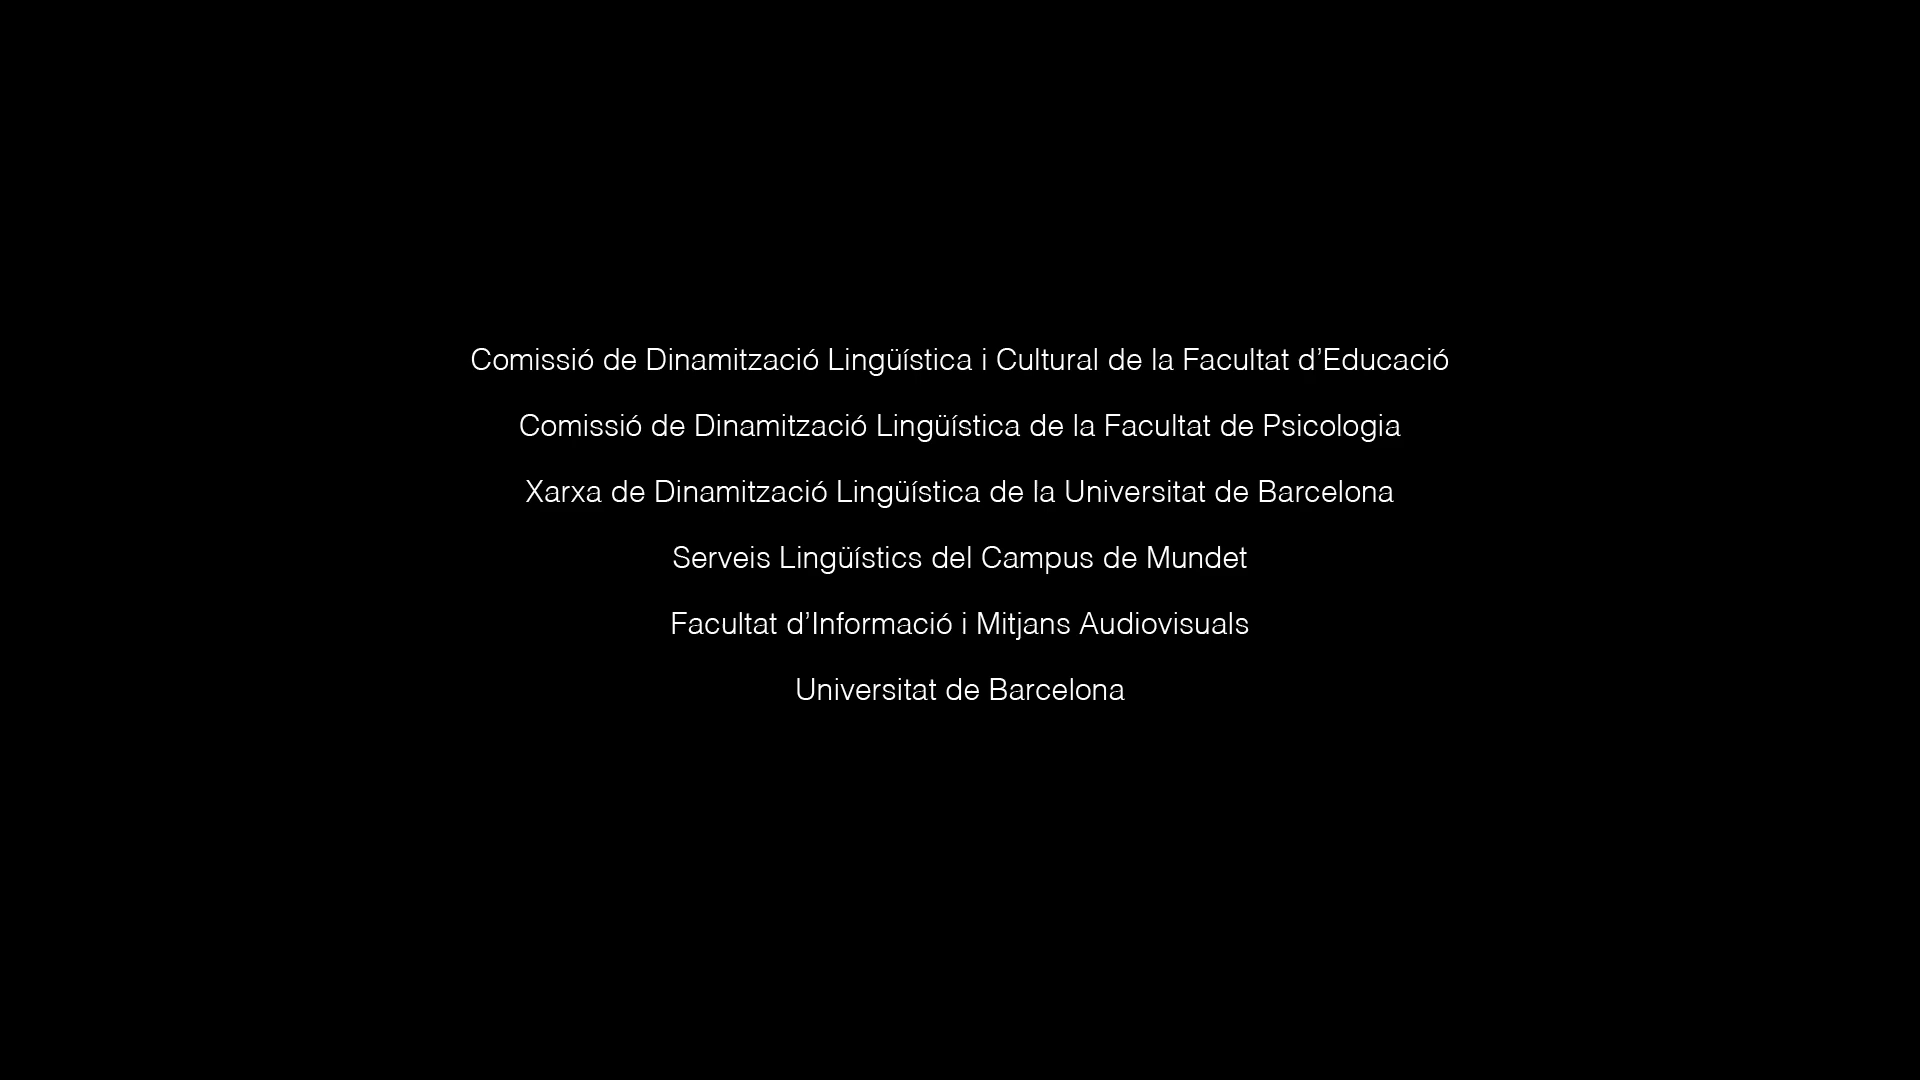 Comissió de Dinamització Lingüística i Cultural de la Facultat d’Educació
Comissió de Dinamització Lingüística de la Facultat de Psicologia
Xarxa de Dinamització Lingüística de la Universitat de Barcelona
Serveis Lingüístics del Campus de Mundet
Facultat d’Informació i Mitjans Audiovisuals
Universitat de Barcelona